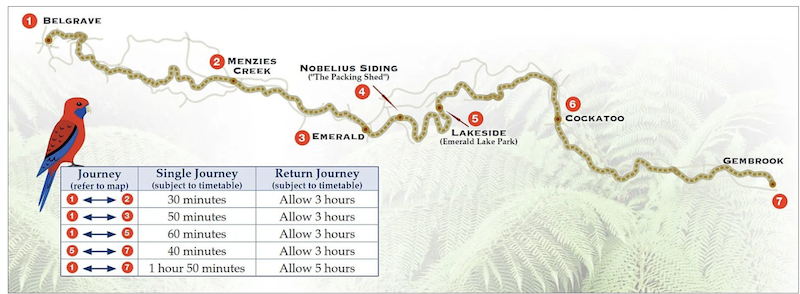 1 BELGRAVE
2 MENZIES
CREEK
NOBELIUS SIDING
("The Packing Shed")
4
3 EMERALD
5
LAKESIDE
(Emerald Lake Park)
6
COCKATOO
GEMBROOK
7
Journey Single Journey Return Journey
(refer to map) (subject to timetable) (subject to timetable)
1 2 30 minutes Allow 3 hours
1 3 50 minutes Allow 3 hours
1 5 60 minutes Allow 3 hours
5 7 40 minutes Allow 3 hours
1 7 1 hour 50 minutes Allow 5 hours